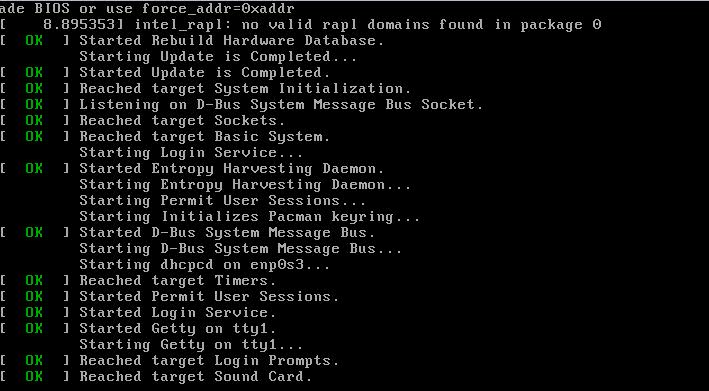 ade BIOS or use force_addr=0xaddr
[    8.895353] intel_rapl: no valid rapl domains found in package 0
[  OK  ] Started Rebuild Hardware Database.
         Starting Update is Completed...
[  OK  ] Started Update is Completed.
[  OK  ] Reached target System Initialization.
[  OK  ] Listening on D-Bus System Message Bus Socket.
[  OK  ] Reached target Sockets.
[  OK  ] Reached target Basic System.
         Starting Login Service...
[  OK  ] Started Entropy Harvesting Daemon.
         Starting Entropy Harvesting Daemon...
         Starting Permit User Sessions...
         Starting Initializes Pacman keyring...
[  OK  ] Started D-Bus System Message Bus.
         Starting D-Bus System Message Bus...
         Starting dhcpcd on enp0s3...
[  OK  ] Reached target Timers.
[  OK  ] Started Permit User Sessions.
[  OK  ] Started Login Service.
[  OK  ] Started Getty on tty1.
         Starting Getty on tty1...
[  OK  ] Reached target Login Prompts.
[  OK  ] Reached target Sound Card.